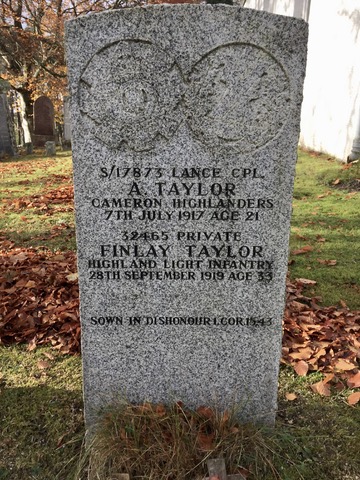 S/17873 LANCE CPL.
A. TAYLOR
CAMERON HIGHLANDERS
7TH JULY 1917 AGE 21
32465 PRIVATE
FINLAY TAYLOR
HIGHLAND LIGHT INFANTRY
28TH SEPTEMBER 1919 AGE 33
SOWN IN DISHONOUR I. COR. 15.43